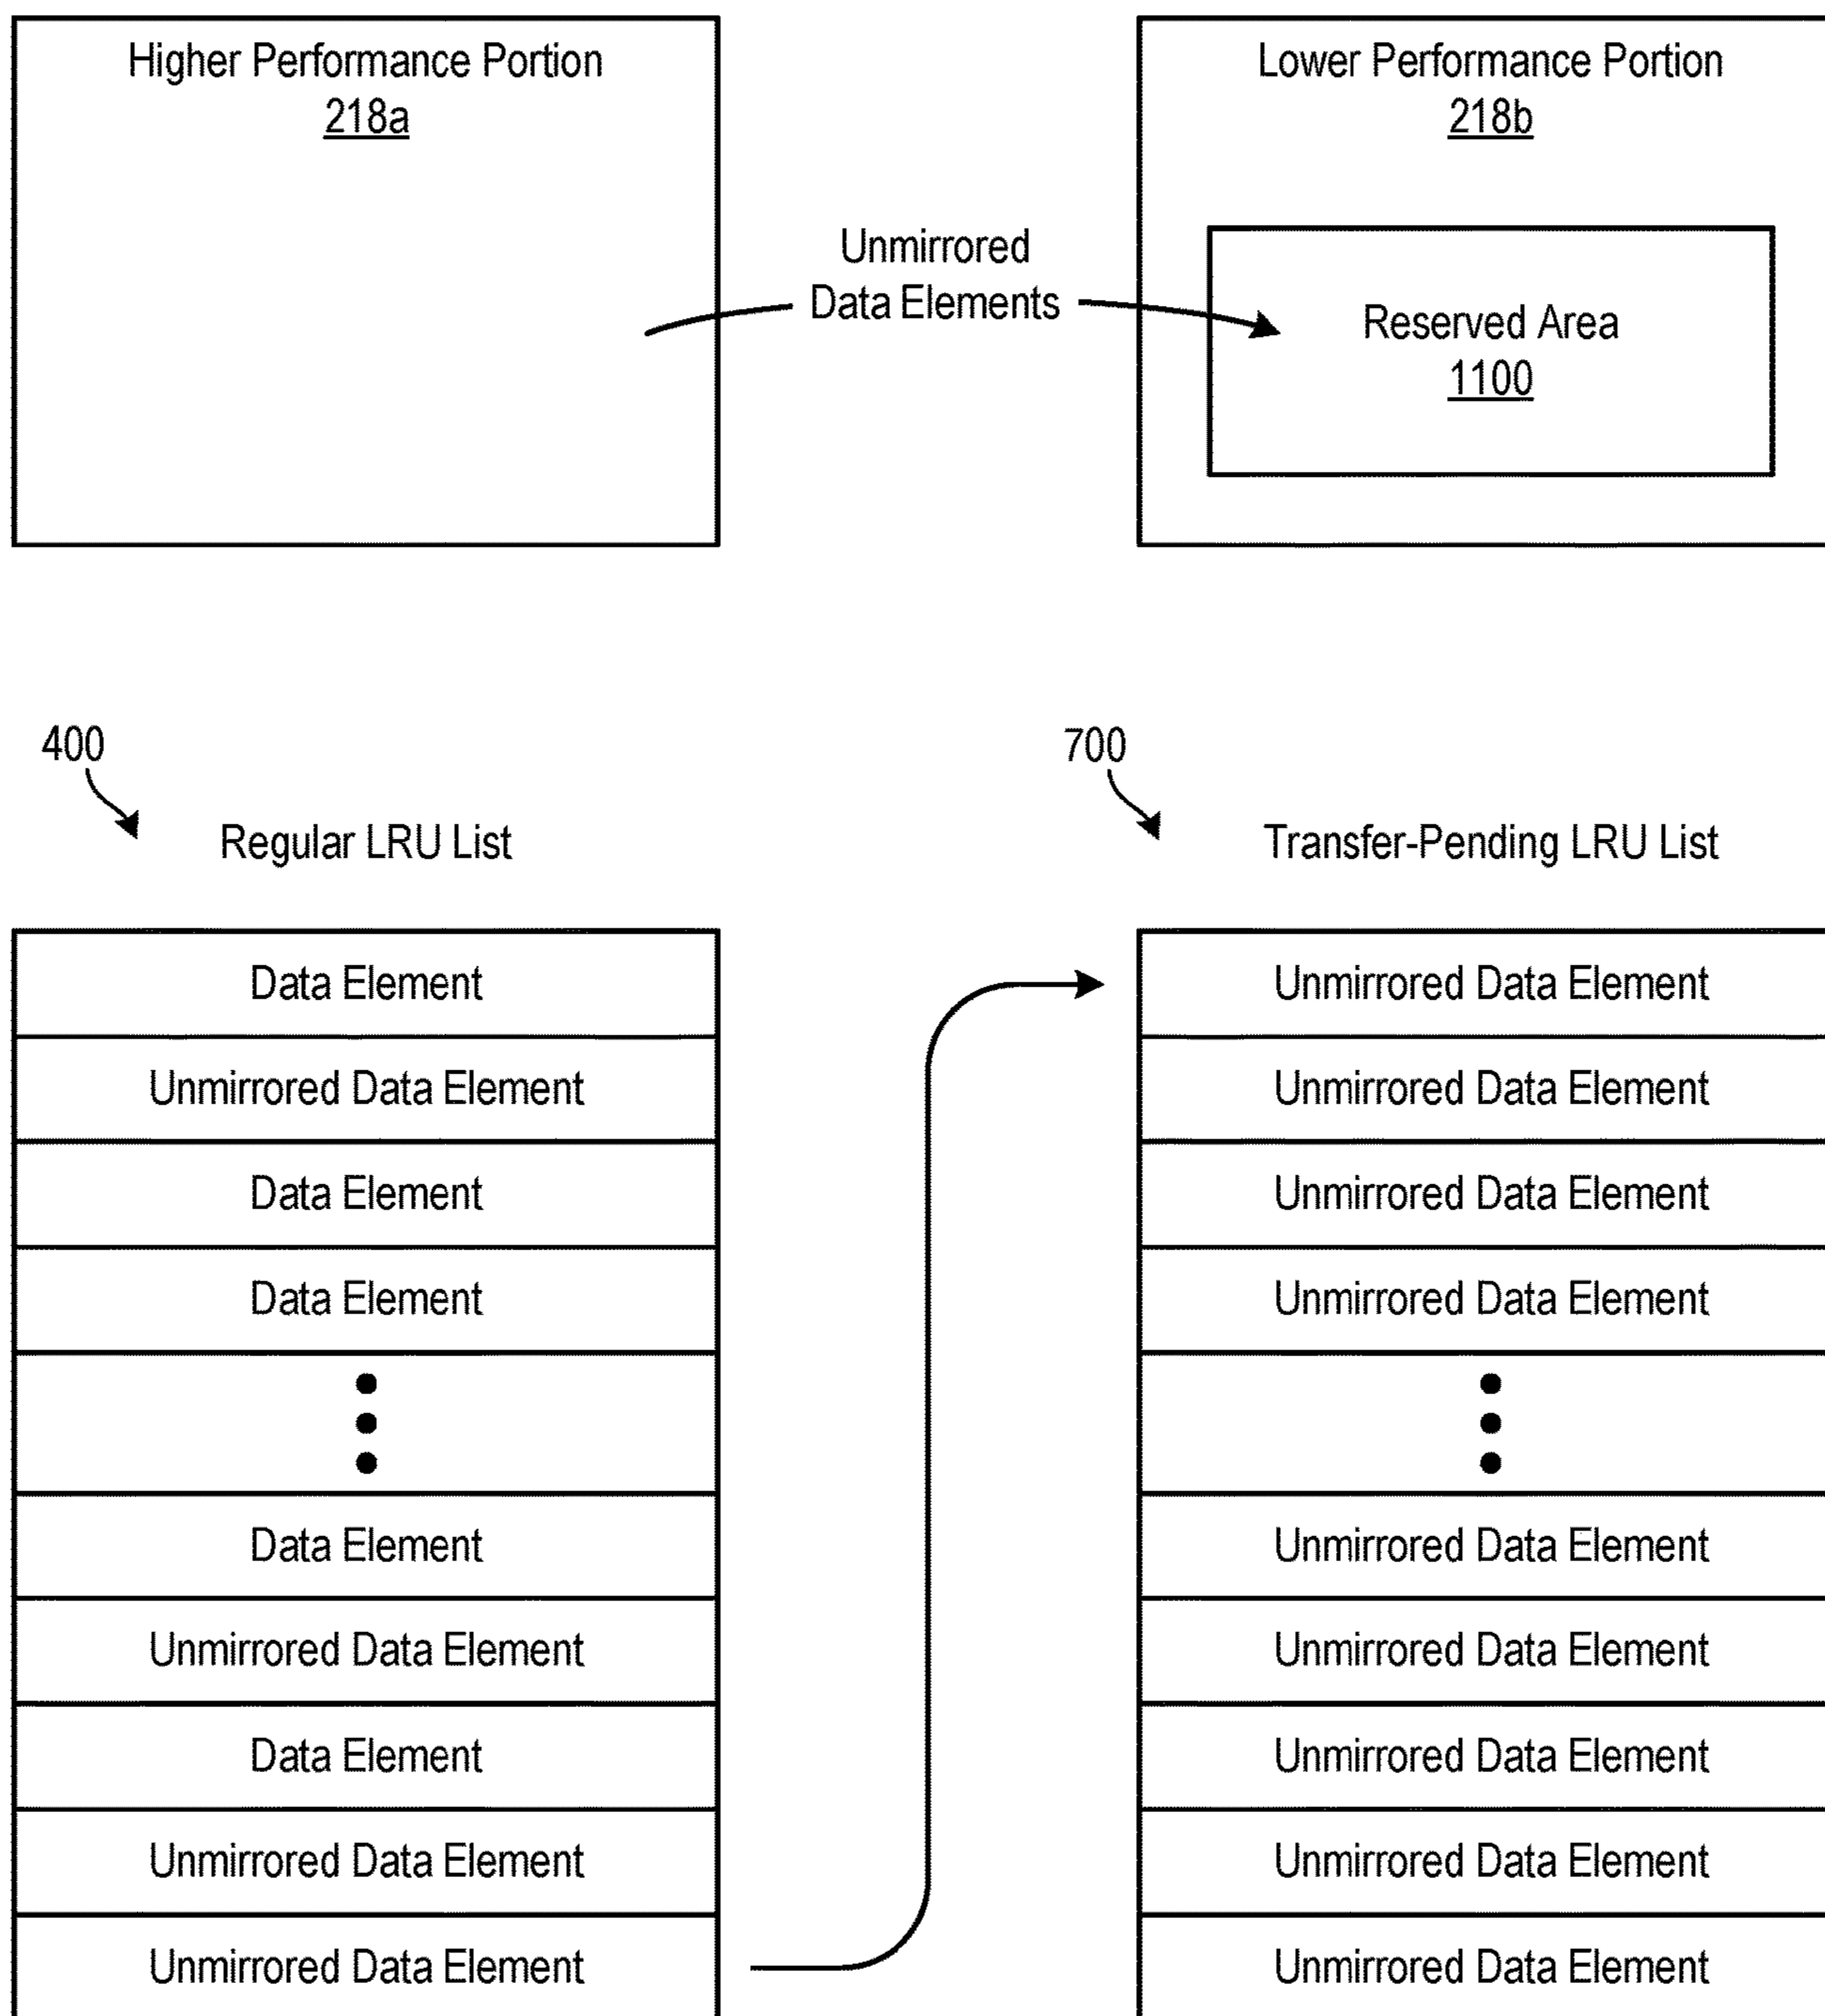 Higher Performance Portion
218a
Lower Performance Portion
218b
Unmirrored
Data Elements
Reserved Area
1100
400
Regular LRU List
700
Transfer-Pending LRU List
Data Element
Unmirrored Data Element
Data Element
Data Element
Data Element
Unmirrored Data Element
Data Element
Unmirrored Data Element
Unmirrored Data Element
Unmirrored Data Element
Unmirrored Data Element
Unmirrored Data Element
Unmirrored Data Element
Unmirrored Data Element
Unmirrored Data Element
Unmirrored Data Element
Unmirrored Data Element
Unmirrored Data Element